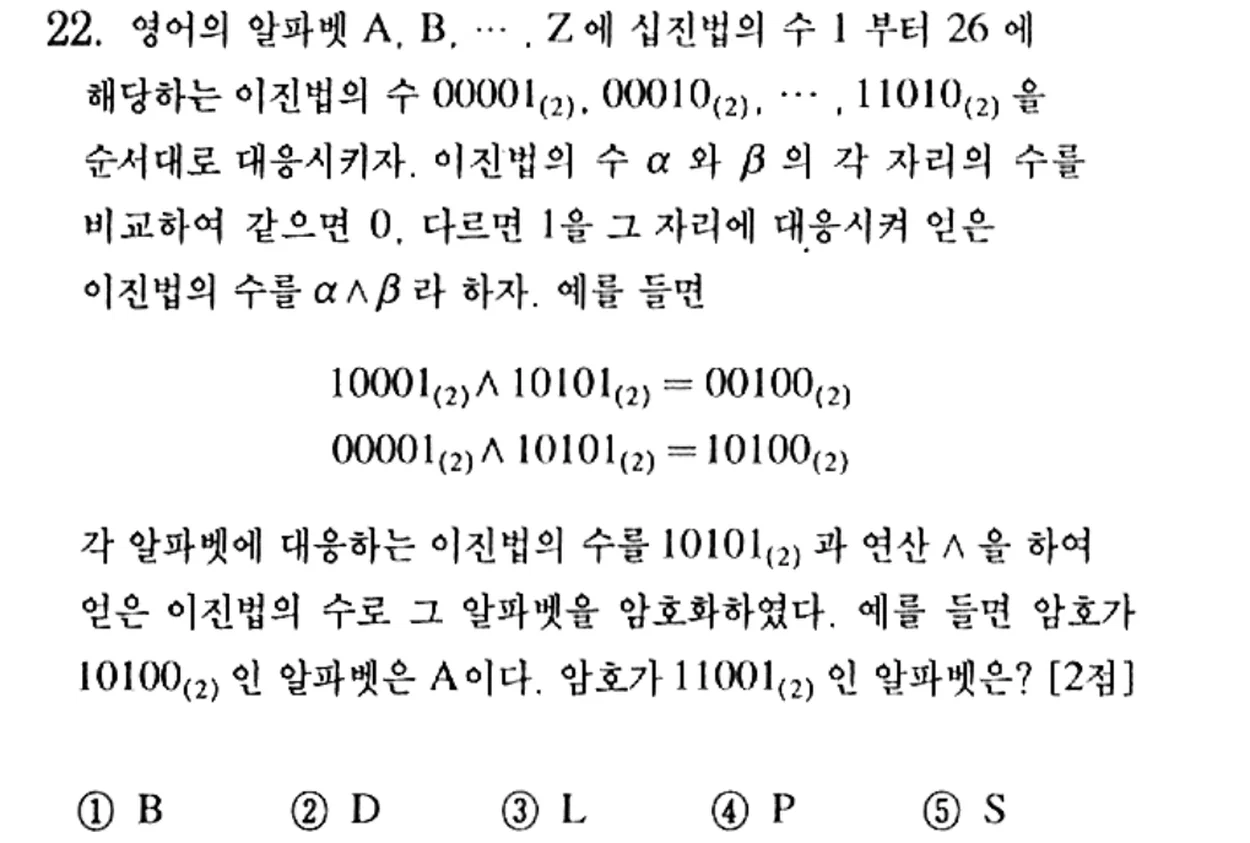 22. 영어의 알파벳 A, B, ⋯ , Z 에 십진법의 수 1 부터 26 에
해당하는 이진법의 수 00001(2), 00010(2), ⋯ , 11010(2) 을
순서대로 대응시키자. 이진법의 수 α 와 β 의 각 자리의 수를
비교하여 같으면 0, 다르면 1을 그 자리에 대응시켜 얻은
이진법의 수를 α∧β 라 하자. 예를 들면
10001(2)∧10101(2) = 00100(2)
00001(2)∧10101(2) = 10100(2)
각 알파벳에 대응하는 이진법의 수를 10101(2) 과 연산 ∧ 을 하여
얻은 이진법의 수로 그 알파벳을 암호화하였다. 예를 들면 암호가
10100(2) 인 알파벳은 A이다. 암호가 11001(2) 인 알파벳은? [2점]
① B ② D ③ L ④ P ⑤ S